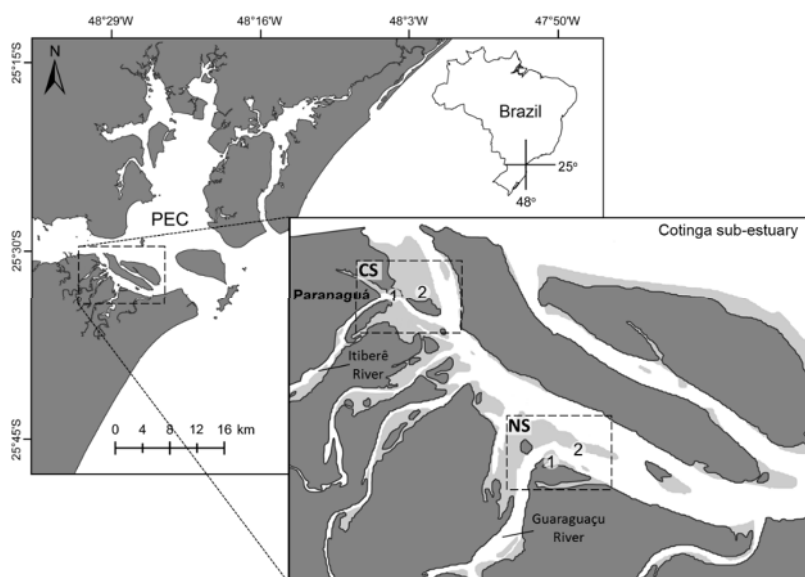 48°29'W 48°16'W 48°3'W 47°50'W
25°15'S
25°30'S
25°45'S
N
Brazil
25°
48°
PEC
Cotinga sub-estuary
CS
1 2
Paranaguá
Itiberê
River
NS
2
1
Guaraguaçu
River
0 4 8 12 16 km